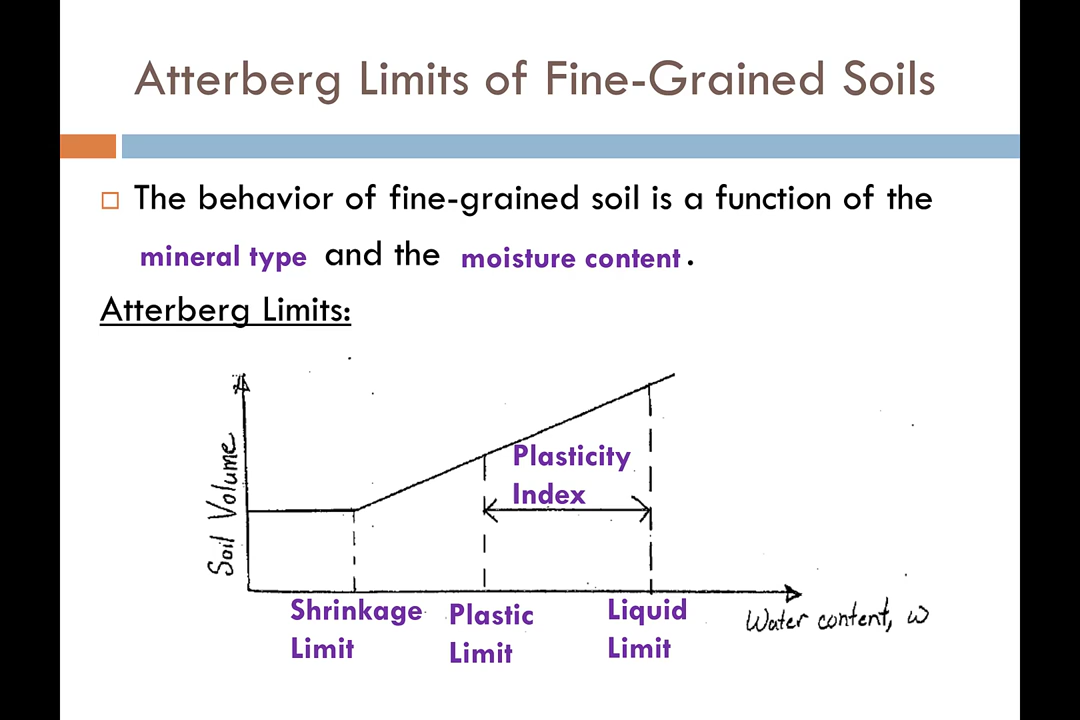 Atterberg Limits of Fine-Grained Soils
The behavior of fine-grained soil is a function of the
mineral type and the moisture content.
Atterberg Limits:
Soil Volume
Plasticity
Index
Shrinkage
Limit
Plastic
Limit
Liquid
Limit
Water content, ω